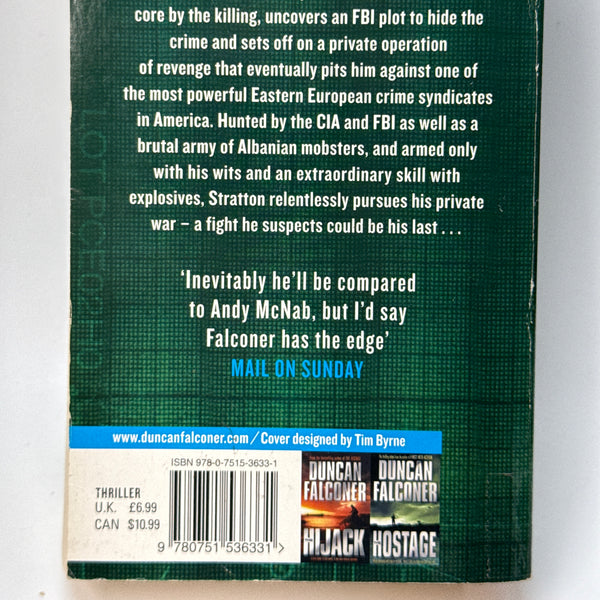 core by the killing, uncovers an FBI plot to hide the
crime and sets off on a private operation
of revenge that eventually pits him against one of
the most powerful Eastern European crime syndicates
in America. Hunted by the CIA and FBI as well as a
brutal army of Albanian mobsters, and armed only
with his wits and an extraordinary skill with
explosives, Stratton relentlessly pursues his private
war – a fight he suspects could be his last . . .
‘Inevitably he’ll be compared
to Andy McNab, but I’d say
Falconer has the edge’
MAIL ON SUNDAY
www.duncanfalconer.com / Cover designed by Tim Byrne
ISBN 978-0-7515-3633-1
THRILLER
U.K. £6.99
CAN $10.99
9 780751 536331 >
DUNCAN
FALCONER
HIJACK
DUNCAN
FALCONER
HOSTAGE